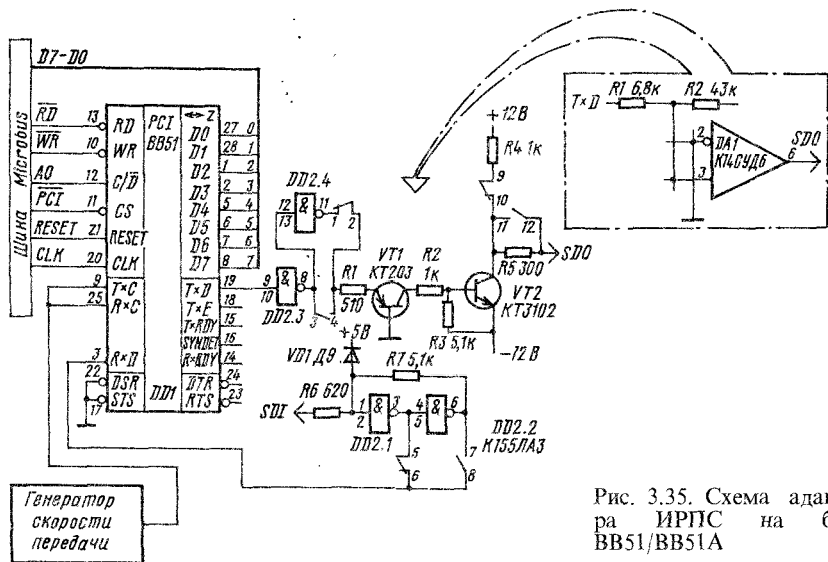 D7-D0
Шина Microbus
RD
WR
A0
PCI
RESET
CLK
13
10
12
11
21
20
9
25
3
22
17
RD
WR
C/D
CS
RESET
CLK
T×C
R×C
R×D
DSR
STS
PCI
BB51
DD1
Z
D0
D1
D2
D3
D4
D5
D6
D7
T×D
T×E
T×RDY
SYNDET
R×RDY
DTR
RTS
27 0
28 1
1 2
2 3
5 4
6 5
7 6
8 7
19
18
15
16
14
24
23
DD2.4
12
13
&
11
1
2
9
10
&
8
DD2.3
3
4
R1
510
VT1
КТ203
R2
1к
R3 5,1к
VT2
КТ3102
-12В
+12В
R4 1к
9
10
11
12
R5 300
SDO
+5В
VD1 Д9
R7 5,1к
R6 620
SDI
1
2
&
3
DD2.1
4
5
&
6
DD2.2
К155ЛА3
5
6
7
8
Генератор
скорости
передачи
R1 6,8к
R2 43к
T×D
2
3
DA1
К14СУД6
6
SDO
Рис. 3.35. Схема адап
ра ИРПС на б
ВВ51/ВВ51А